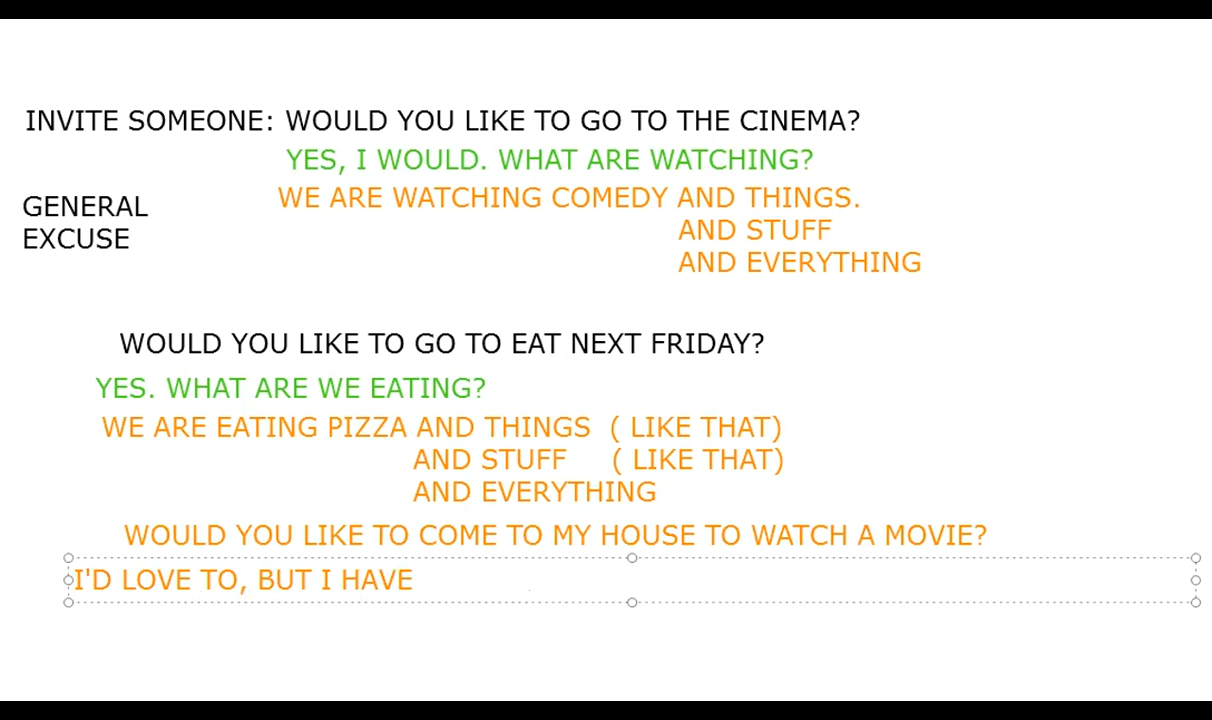 INVITE SOMEONE: WOULD YOU LIKE TO GO TO THE CINEMA?
YES, I WOULD. WHAT ARE WATCHING?
WE ARE WATCHING COMEDY AND THINGS.
GENERAL
AND STUFF
EXCUSE
AND EVERYTHING
WOULD YOU LIKE TO GO TO EAT NEXT FRIDAY?
YES. WHAT ARE WE EATING?
WE ARE EATING PIZZA AND THINGS ( LIKE THAT)
AND STUFF ( LIKE THAT)
AND EVERYTHING
WOULD YOU LIKE TO COME TO MY HOUSE TO WATCH A MOVIE?
I'D LOVE TO, BUT I HAVE